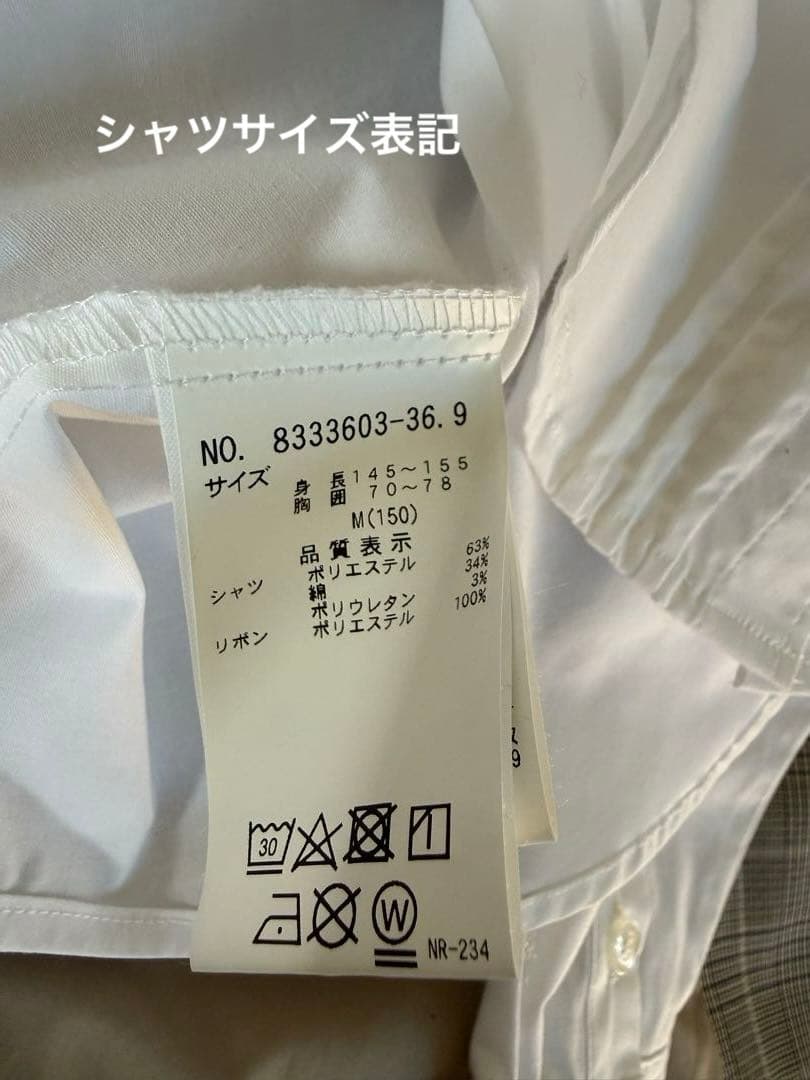 シャツサイズ表記
NO. 8333603-36.9
サイズ
身長 145～155
胸囲 70～78
M(150)
品質表示
シャツ ポリエステル 63%
綿 34%
ポリウレタン 3%
リボン ポリエステル 100%
9
30
W
NR-234